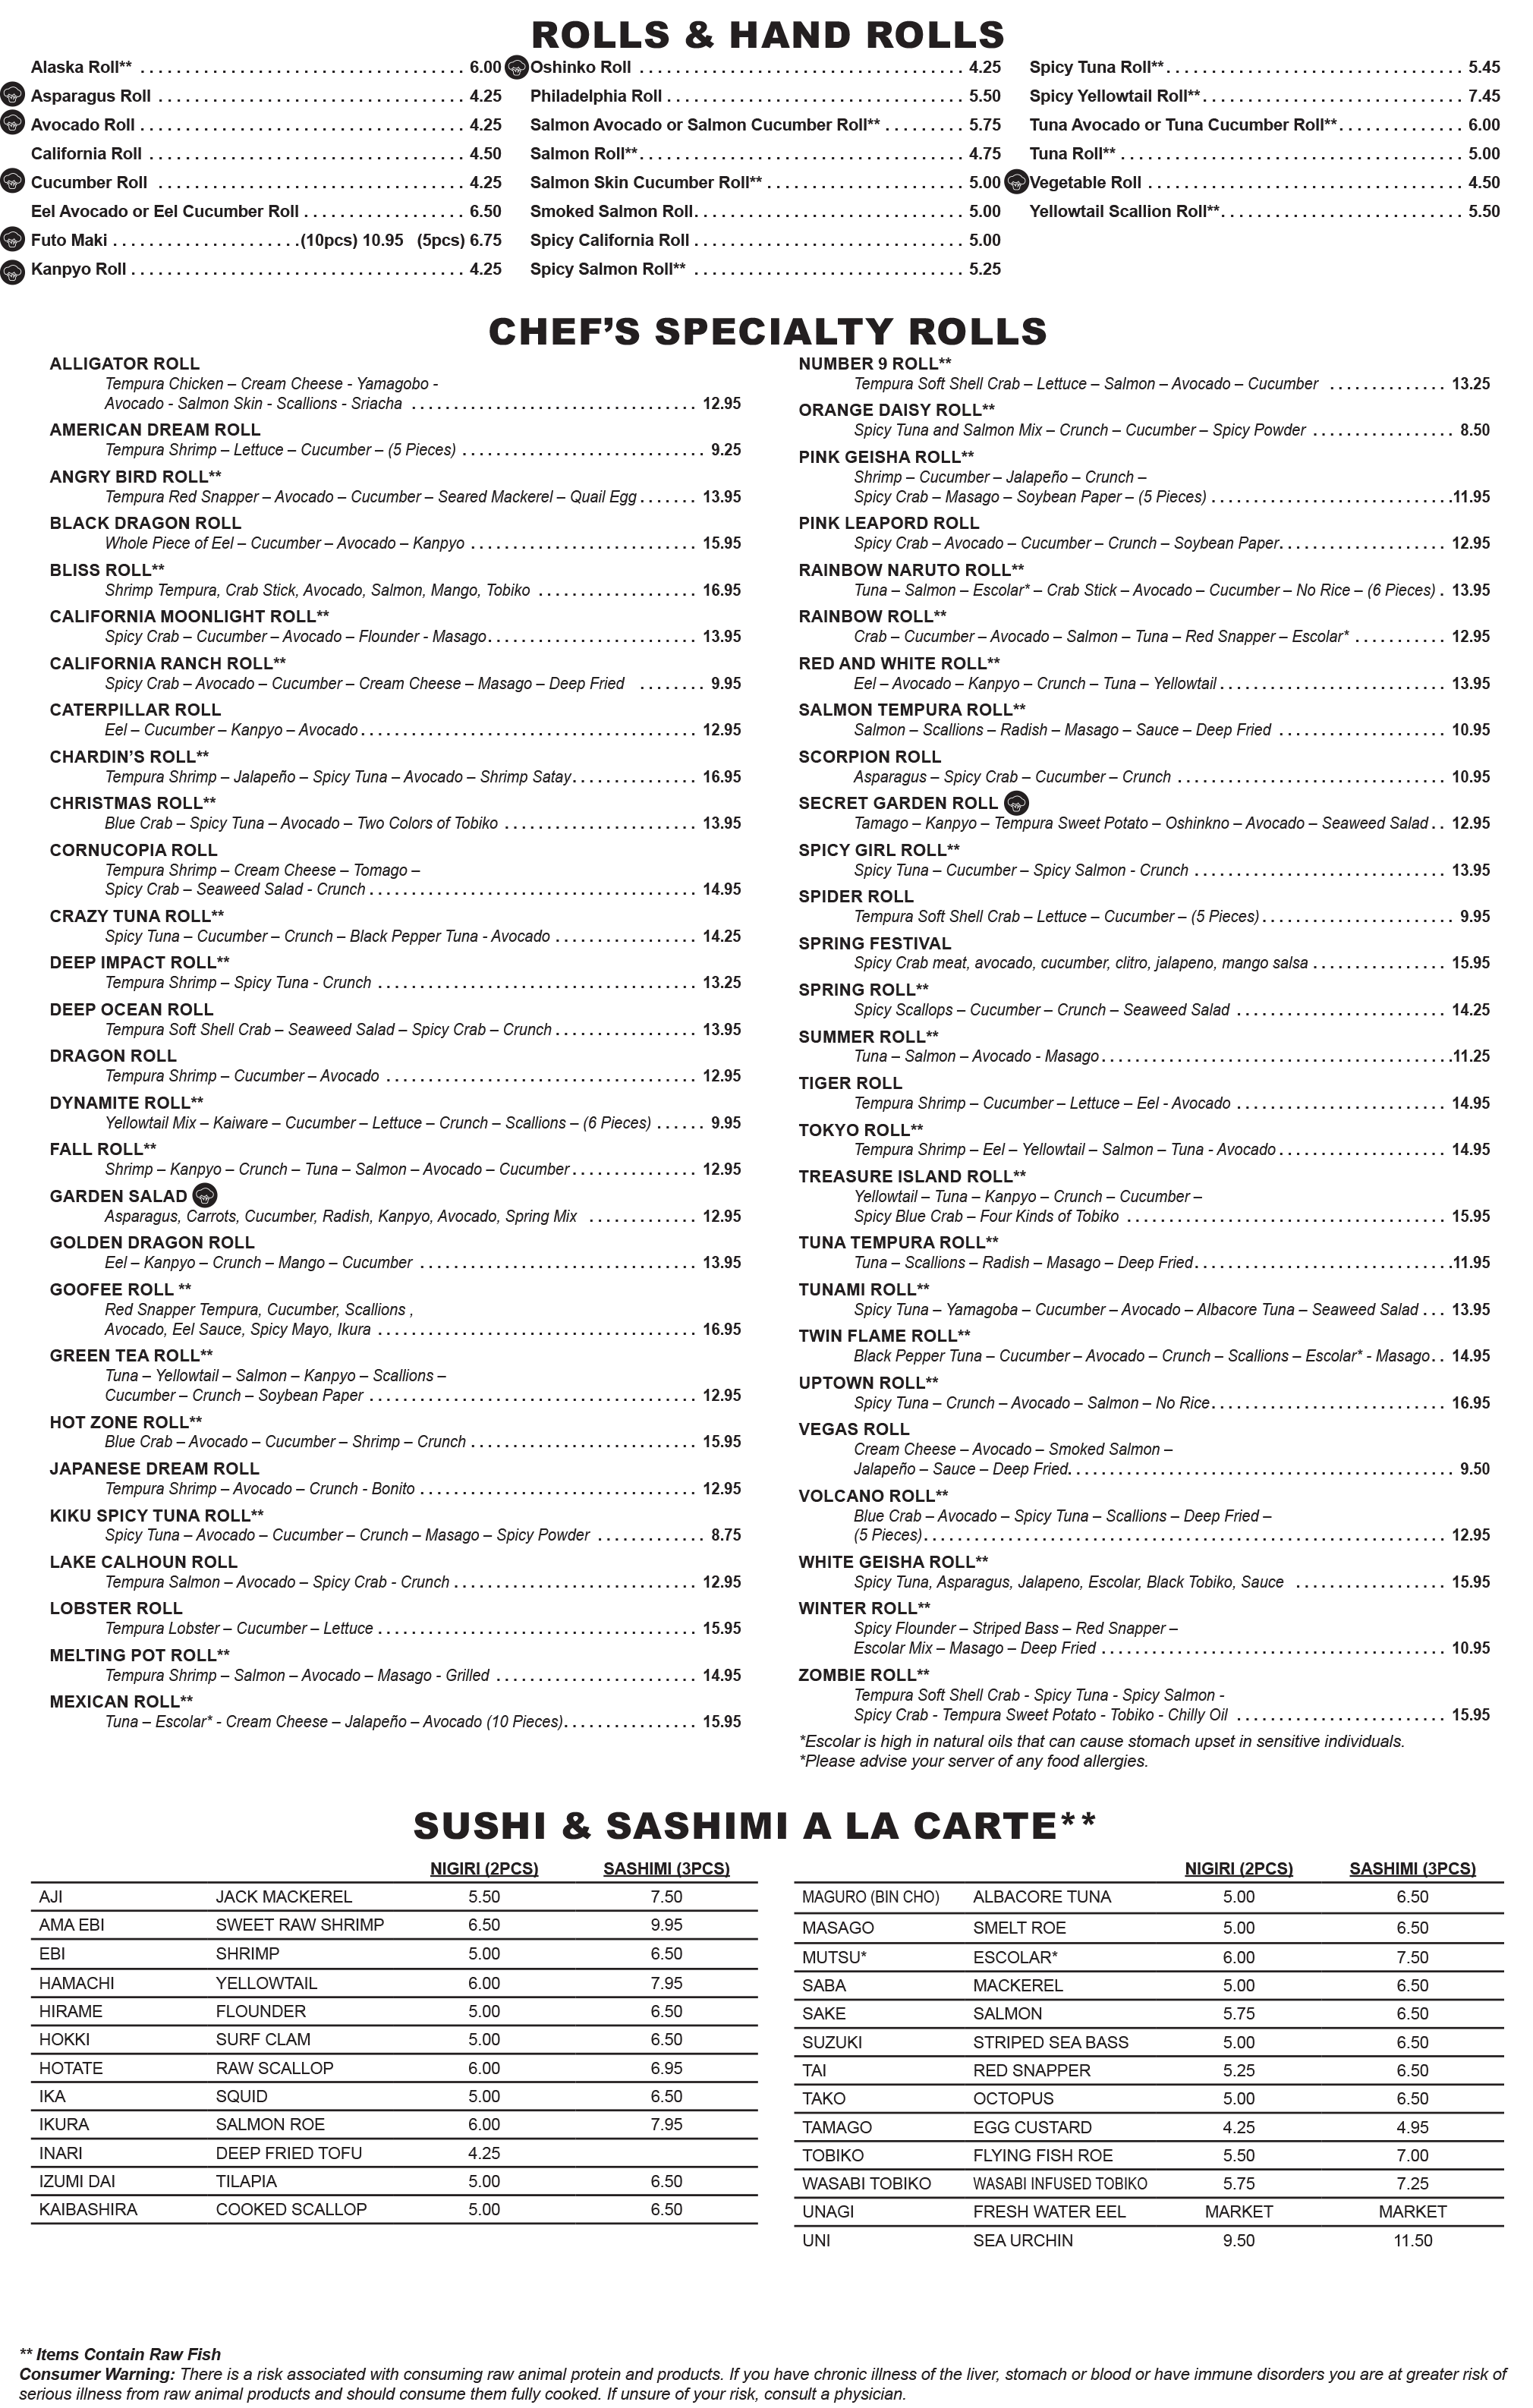 ROLLS & HAND ROLLS
Alaska Roll** 6.00
Asparagus Roll 4.25
Avocado Roll 4.25
California Roll 4.50
Cucumber Roll 4.25
Eel Avocado or Eel Cucumber Roll 6.50
Futo Maki (10pcs) 10.95 (5pcs) 6.75
Kanpyo Roll 4.25
Oshinko Roll 4.25
Philadelphia Roll 5.50
Salmon Avocado or Salmon Cucumber Roll** 5.75
Salmon Roll** 4.75
Salmon Skin Cucumber Roll** 5.00
Smoked Salmon Roll 5.00
Spicy California Roll 5.00
Spicy Salmon Roll** 5.25
Spicy Tuna Roll** 5.45
Spicy Yellowtail Roll** 7.45
Tuna Avocado or Tuna Cucumber Roll** 6.00
Tuna Roll** 5.00
Vegetable Roll 4.50
Yellowtail Scallion Roll** 5.50
CHEF'S SPECIALTY ROLLS
ALLIGATOR ROLL
Tempura Chicken – Cream Cheese - Yamagobo -
Avocado - Salmon Skin - Scallions - Sriacha 12.95
AMERICAN DREAM ROLL
Tempura Shrimp – Lettuce – Cucumber – (5 Pieces) 9.25
ANGRY BIRD ROLL**
Tempura Red Snapper – Avocado – Cucumber – Seared Mackerel – Quail Egg 13.95
BLACK DRAGON ROLL
Whole Piece of Eel – Cucumber – Avocado – Kanpyo 15.95
BLISS ROLL**
Shrimp Tempura, Crab Stick, Avocado, Salmon, Mango, Tobiko 16.95
CALIFORNIA MOONLIGHT ROLL**
Spicy Crab – Cucumber – Avocado – Flounder - Masago 13.95
CALIFORNIA RANCH ROLL**
Spicy Crab – Avocado – Cucumber – Cream Cheese – Masago – Deep Fried 9.95
CATERPILLAR ROLL
Eel – Cucumber – Kanpyo – Avocado 12.95
CHARDIN'S ROLL**
Tempura Shrimp – Jalapeño – Spicy Tuna – Avocado – Shrimp Satay 16.95
CHRISTMAS ROLL**
Blue Crab – Spicy Tuna – Avocado – Two Colors of Tobiko 13.95
CORNUCOPIA ROLL
Tempura Shrimp – Cream Cheese – Tomago –
Spicy Crab – Seaweed Salad - Crunch 14.95
CRAZY TUNA ROLL**
Spicy Tuna – Cucumber – Crunch – Black Pepper Tuna - Avocado 14.25
DEEP IMPACT ROLL**
Tempura Shrimp – Spicy Tuna - Crunch 13.25
DEEP OCEAN ROLL
Tempura Soft Shell Crab – Seaweed Salad – Spicy Crab – Crunch 13.95
DRAGON ROLL
Tempura Shrimp – Cucumber – Avocado 12.95
DYNAMITE ROLL**
Yellowtail Mix – Kaiware – Cucumber – Lettuce – Crunch – Scallions – (6 Pieces) 9.95
FALL ROLL**
Shrimp – Kanpyo – Crunch – Tuna – Salmon – Avocado – Cucumber 12.95
GARDEN SALAD
Asparagus, Carrots, Cucumber, Radish, Kanpyo, Avocado, Spring Mix 12.95
GOLDEN DRAGON ROLL
Eel – Kanpyo – Crunch – Mango – Cucumber 13.95
GOOFEE ROLL **
Red Snapper Tempura, Cucumber, Scallions ,
Avocado, Eel Sauce, Spicy Mayo, Ikura 16.95
GREEN TEA ROLL**
Tuna – Yellowtail – Salmon – Kanpyo – Scallions –
Cucumber – Crunch – Soybean Paper 12.95
HOT ZONE ROLL**
Blue Crab – Avocado – Cucumber – Shrimp – Crunch 15.95
JAPANESE DREAM ROLL
Tempura Shrimp – Avocado – Crunch - Bonito 12.95
KIKU SPICY TUNA ROLL**
Spicy Tuna – Avocado – Cucumber – Crunch – Masago – Spicy Powder 8.75
LAKE CALHOUN ROLL
Tempura Salmon – Avocado – Spicy Crab - Crunch 12.95
LOBSTER ROLL
Tempura Lobster – Cucumber – Lettuce 15.95
MELTING POT ROLL**
Tempura Shrimp – Salmon – Avocado – Masago - Grilled 14.95
MEXICAN ROLL**
Tuna – Escolar* - Cream Cheese – Jalapeño – Avocado (10 Pieces) 15.95
NUMBER 9 ROLL**
Tempura Soft Shell Crab – Lettuce – Salmon – Avocado – Cucumber 13.25
ORANGE DAISY ROLL**
Spicy Tuna and Salmon Mix – Crunch – Cucumber – Spicy Powder 8.50
PINK GEISHA ROLL**
Shrimp – Cucumber – Jalapeño – Crunch –
Spicy Crab – Masago – Soybean Paper – (5 Pieces) 11.95
PINK LEAPORD ROLL
Spicy Crab – Avocado – Cucumber – Crunch – Soybean Paper 12.95
RAINBOW NARUTO ROLL**
Tuna – Salmon – Escolar* – Crab Stick – Avocado – Cucumber – No Rice – (6 Pieces) 13.95
RAINBOW ROLL**
Crab – Cucumber – Avocado – Salmon – Tuna – Red Snapper – Escolar* 12.95
RED AND WHITE ROLL**
Eel – Avocado – Kanpyo – Crunch – Tuna – Yellowtail 13.95
SALMON TEMPURA ROLL**
Salmon – Scallions – Radish – Masago – Sauce – Deep Fried 10.95
SCORPION ROLL
Asparagus – Spicy Crab – Cucumber – Crunch 10.95
SECRET GARDEN ROLL
Tamago – Kanpyo – Tempura Sweet Potato – Oshinkno – Avocado – Seaweed Salad 12.95
SPICY GIRL ROLL**
Spicy Tuna – Cucumber – Spicy Salmon - Crunch 13.95
SPIDER ROLL
Tempura Soft Shell Crab – Lettuce – Cucumber – (5 Pieces) 9.95
SPRING FESTIVAL
Spicy Crab meat, avocado, cucumber, clitro, jalapeno, mango salsa 15.95
SPRING ROLL**
Spicy Scallops – Cucumber – Crunch – Seaweed Salad 14.25
SUMMER ROLL**
Tuna – Salmon – Avocado - Masago 11.25
TIGER ROLL
Tempura Shrimp – Cucumber – Lettuce – Eel - Avocado 14.95
TOKYO ROLL**
Tempura Shrimp – Eel – Yellowtail – Salmon – Tuna - Avocado 14.95
TREASURE ISLAND ROLL**
Yellowtail – Tuna – Kanpyo – Crunch – Cucumber –
Spicy Blue Crab – Four Kinds of Tobiko 15.95
TUNA TEMPURA ROLL**
Tuna – Scallions – Radish – Masago – Deep Fried 11.95
TUNAMI ROLL**
Spicy Tuna – Yamagoba – Cucumber – Avocado – Albacore Tuna – Seaweed Salad 13.95
TWIN FLAME ROLL**
Black Pepper Tuna – Cucumber – Avocado – Crunch – Scallions – Escolar* - Masago 14.95
UPTOWN ROLL**
Spicy Tuna – Crunch – Avocado – Salmon – No Rice 16.95
VEGAS ROLL
Cream Cheese – Avocado – Smoked Salmon –
Jalapeño – Sauce – Deep Fried 9.50
VOLCANO ROLL**
Blue Crab – Avocado – Spicy Tuna – Scallions – Deep Fried –
(5 Pieces) 12.95
WHITE GEISHA ROLL**
Spicy Tuna, Asparagus, Jalapeno, Escolar, Black Tobiko, Sauce 15.95
WINTER ROLL**
Spicy Flounder – Striped Bass – Red Snapper –
Escolar Mix – Masago – Deep Fried 10.95
ZOMBIE ROLL**
Tempura Soft Shell Crab - Spicy Tuna - Spicy Salmon -
Spicy Crab - Tempura Sweet Potato - Tobiko - Chilly Oil 15.95
*Escolar is high in natural oils that can cause stomach upset in sensitive individuals.
*Please advise your server of any food allergies.
SUSHI & SASHIMI A LA CARTE**
NIGIRI (2PCS) SASHIMI (3PCS)
AJI JACK MACKEREL 5.50 7.50
AMA EBI SWEET RAW SHRIMP 6.50 9.95
EBI SHRIMP 5.00 6.50
HAMACHI YELLOWTAIL 6.00 7.95
HIRAME FLOUNDER 5.00 6.50
HOKKI SURF CLAM 5.00 6.50
HOTATE RAW SCALLOP 6.00 6.95
IKA SQUID 5.00 6.50
IKURA SALMON ROE 6.00 7.95
INARI DEEP FRIED TOFU 4.25
IZUMI DAI TILAPIA 5.00 6.50
KAIBASHIRA COOKED SCALLOP 5.00 6.50
NIGIRI (2PCS) SASHIMI (3PCS)
MAGURO (BIN CHO) ALBACORE TUNA 5.00 6.50
MASAGO SMELT ROE 5.00 6.50
MUTSU* ESCOLAR* 6.00 7.50
SABA MACKEREL 5.00 6.50
SAKE SALMON 5.75 6.50
SUZUKI STRIPED SEA BASS 5.00 6.50
TAI RED SNAPPER 5.25 6.50
TAKO OCTOPUS 5.00 6.50
TAMAGO EGG CUSTARD 4.25 4.95
TOBIKO FLYING FISH ROE 5.50 7.00
WASABI TOBIKO WASABI INFUSED TOBIKO 5.75 7.25
UNAGI FRESH WATER EEL MARKET MARKET
UNI SEA URCHIN 9.50 11.50
** Items Contain Raw Fish
Consumer Warning: There is a risk associated with consuming raw animal protein and products. If you have chronic illness of the liver, stomach or blood or have immune disorders you are at greater risk of
serious illness from raw animal products and should consume them fully cooked. If unsure of your risk, consult a physician.